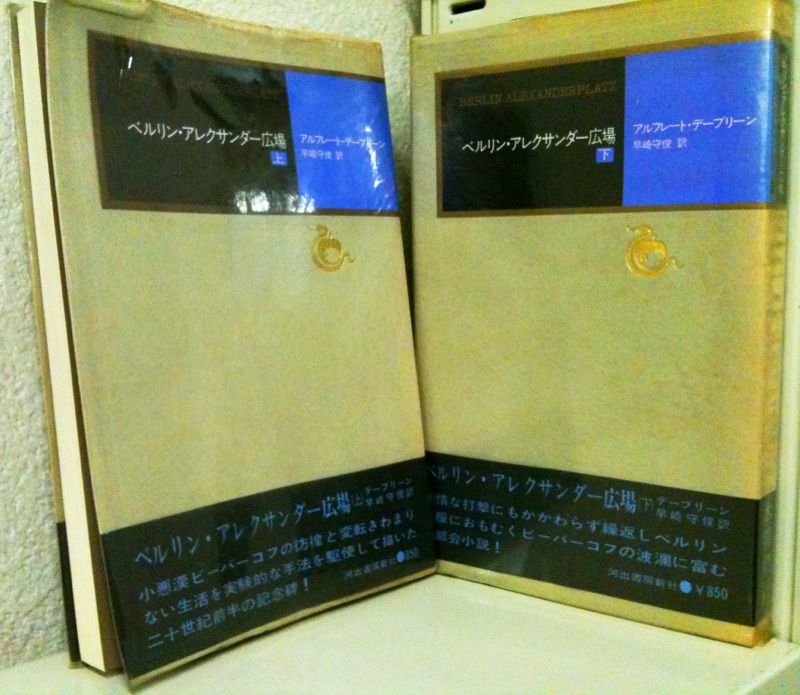 ALEXANDERPLATZ
ベルリン・アレクサンダー広場
上
アルフレート・デーブリーン
早崎守俊 訳
ベルリン・アレクサンダー広場 上 デーブリーン
早崎守俊訳
小悪漢ビーバーコフの彷徨と変転きわまり
ない生活を実験的な手法を駆使して描いた
二十世紀前半の記念碑!
河出書房新社●850
BERLIN ALEXANDERPLATZ
ベルリン・アレクサンダー広場
下
アルフレート・デーブリーン
早崎守俊 訳
ベルリン・アレクサンダー広場 下 デーブリーン
早崎守俊訳
情な打撃にもかかわらず繰返しベルリン
服におもむくビーバーコフの波瀾に富む
都会小説!
河出書房新社●¥850